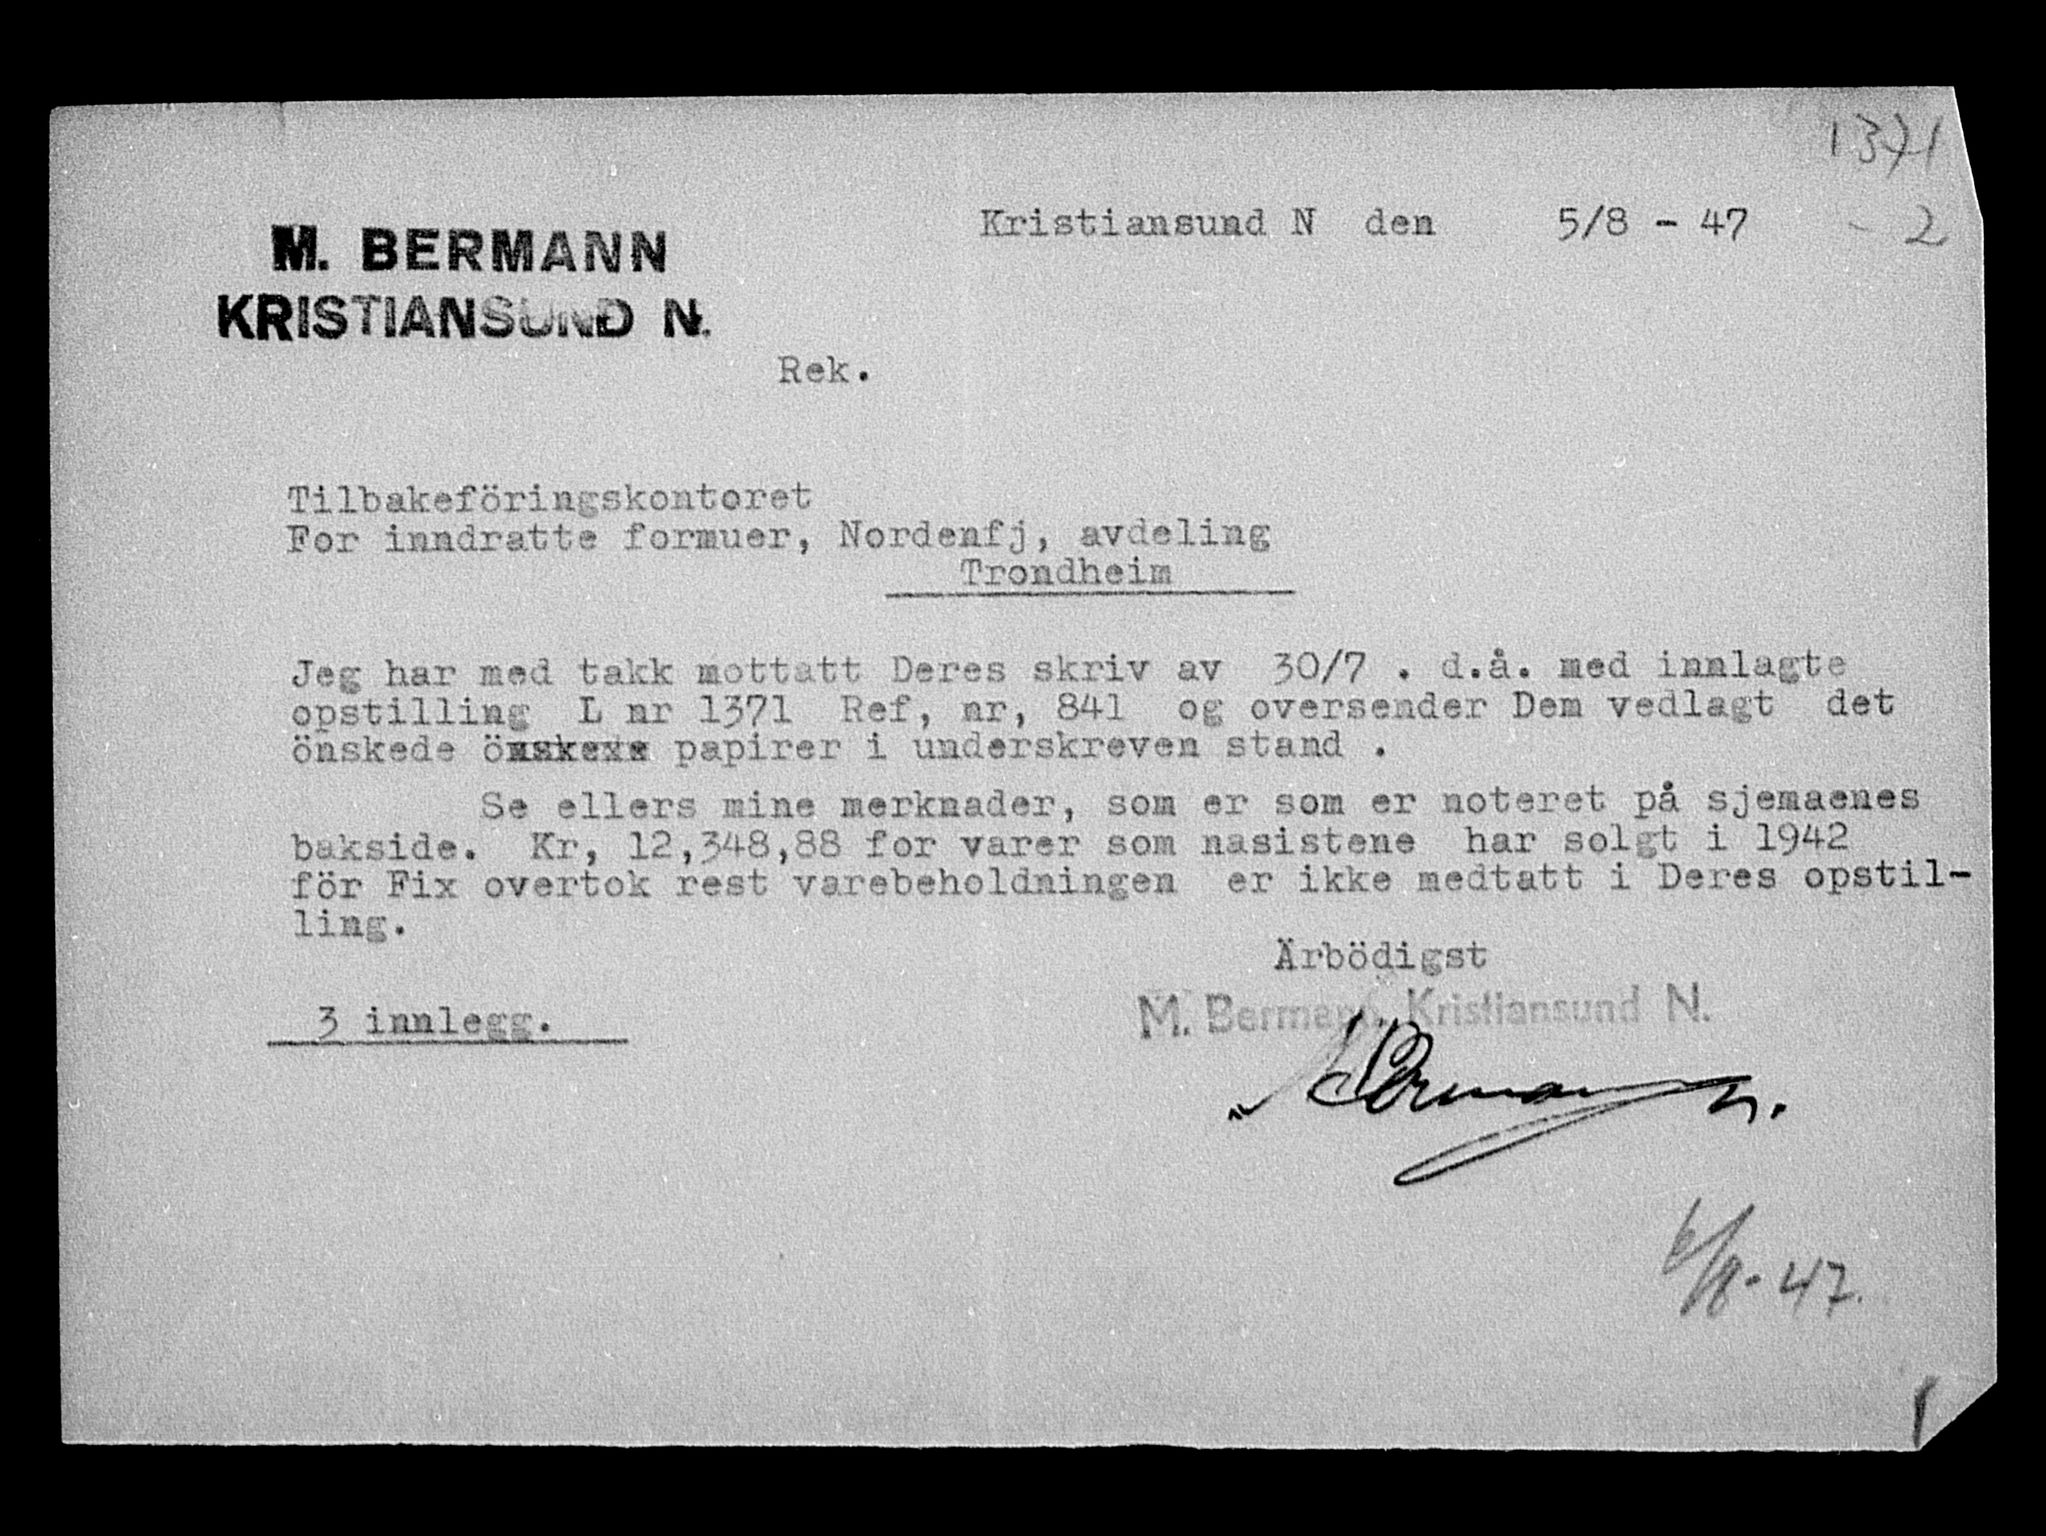 1371
- 2
M. BERMANN
KRISTIANSUND N.
Kristiansund N den 5/8 - 47
Rek.
Tilbakeföringskontoret
For inndratte formuer, Nordenfj, avdeling
Trondheim
Jeg har med takk mottatt Deres skriv av 30/7 . d.å. med innlagte
opstilling L nr 1371 Ref, nr, 841 og oversender Dem vedlagt det
önskede papirer i underskreven stand .
Se ellers mine merknader, som er som er noteret på sjemaenes
bakside. Kr, 12,348,88 for varer som nasistene har solgt i 1942
för Fix overtok rest varebeholdningen er ikke medtatt i Deres opstil-
ling.
Ärbödigst
3 innlegg.
M. Bermann, Kristiansund N.
M Bermann
6/8-47.
1